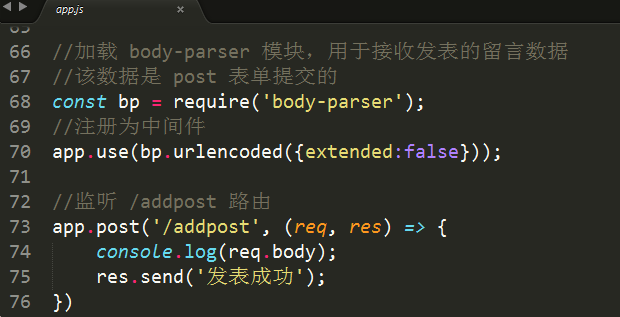 app.js ×
65
66 //加载 body-parser 模块，用于接收发表的留言数据
67 //该数据是 post 表单提交的
68 const bp = require('body-parser');
69 //注册为中间件
70 app.use(bp.urlencoded({extended:false}));
71
72 //监听 /addpost 路由
73 app.post('/addpost', (req, res) => {
74     console.log(req.body);
75     res.send('发表成功');
76 })